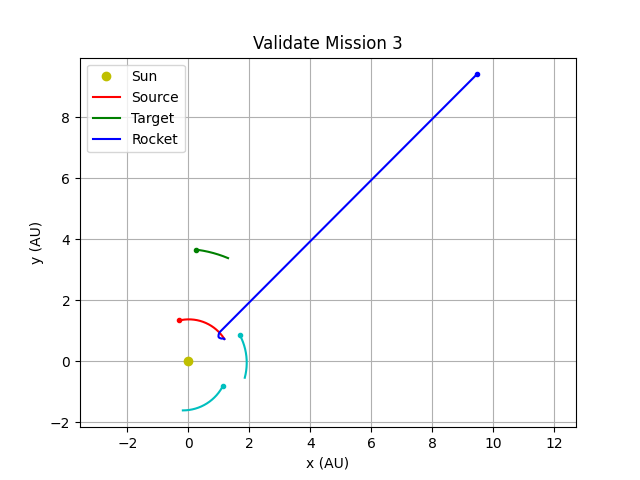 Validate Mission 3
Sun
Source
Target
Rocket
8
6
4
2
0
−2
y (AU)
−2 0 2 4 6 8 10 12
x (AU)